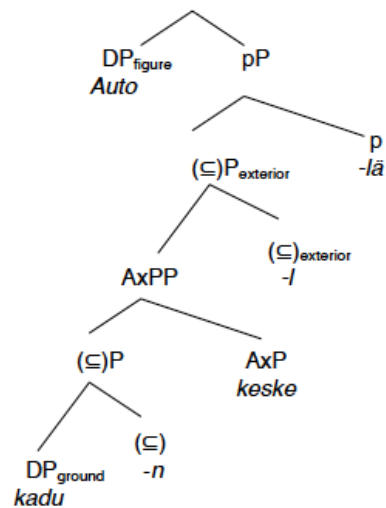 DPfigure pP
Auto
p
-lä
(⊆)Pexterior
(⊆)exterior
-l
AxPP
(⊆)P AxP
keske
(⊆)
-n
DPground
kadu